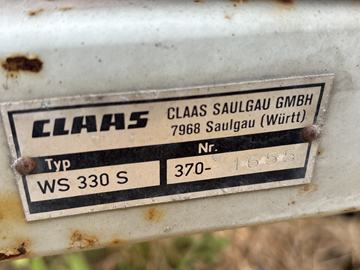 CLAAS
CLAAS SAULGAU GMBH
7968 Saulgau (Württ)
Typ
WS 330 S
Nr.
370-